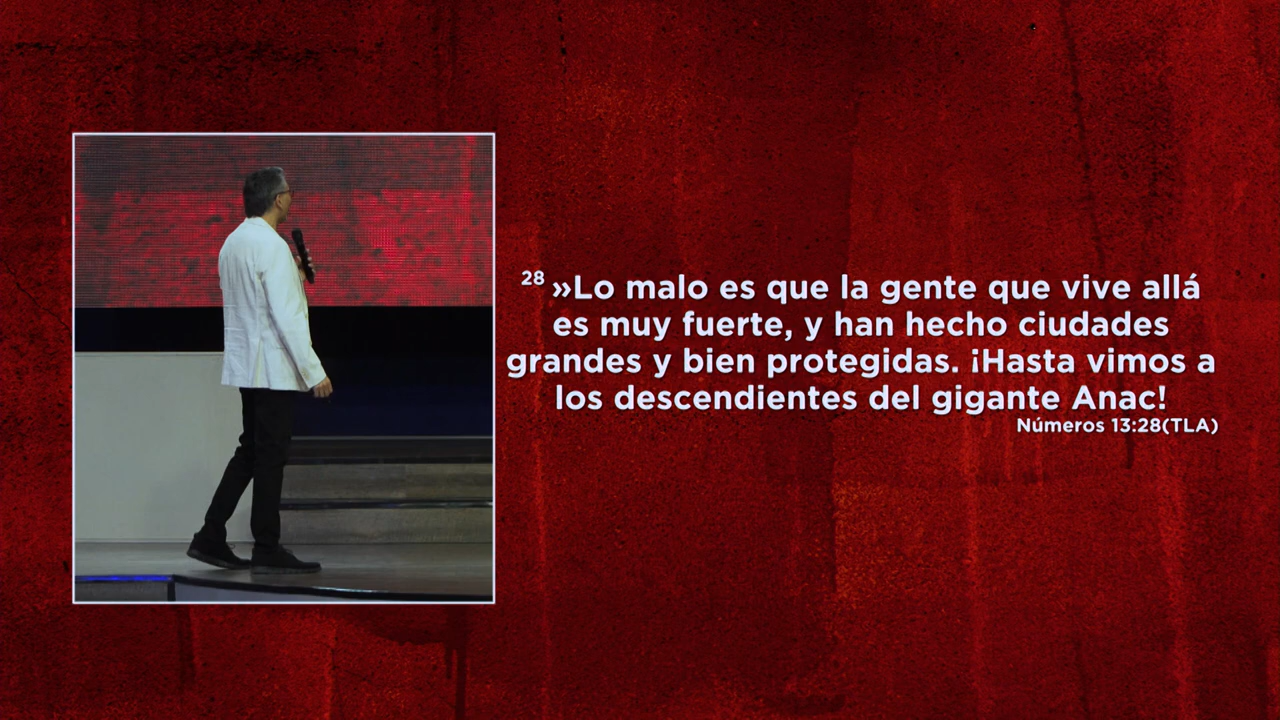 28 »Lo malo es que la gente que vive allá
es muy fuerte, y han hecho ciudades
grandes y bien protegidas. ¡Hasta vimos a
los descendientes del gigante Anac!
Números 13:28(TLA)